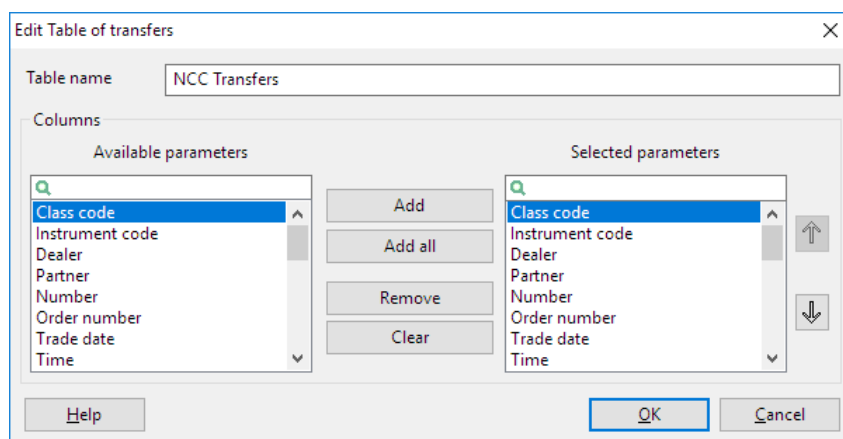 Edit Table of transfers
Table name
NCC Transfers
Columns
Available parameters
Class code
Instrument code
Dealer
Partner
Number
Order number
Trade date
Time
Add
Add all
Remove
Clear
Selected parameters
Class code
Instrument code
Dealer
Partner
Number
Order number
Trade date
Time
Help
OK
Cancel